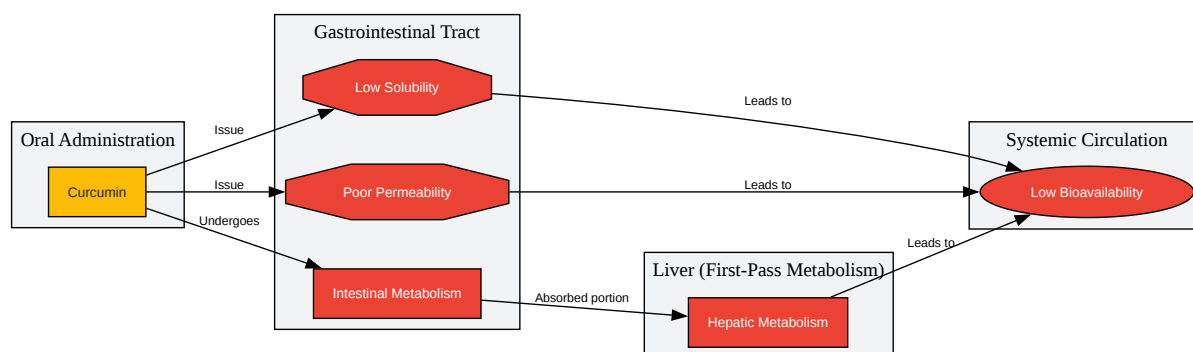 Gastrointestinal Tract
Low Solubility
Leads to
Oral Administration
Issue
Systemic Circulation
Curcumin
Issue
Poor Permeability
Leads to
Low Bioavailability
Undergoes
Leads to
Liver (First-Pass Metabolism)
Intestinal Metabolism
Absorbed portion
Hepatic Metabolism